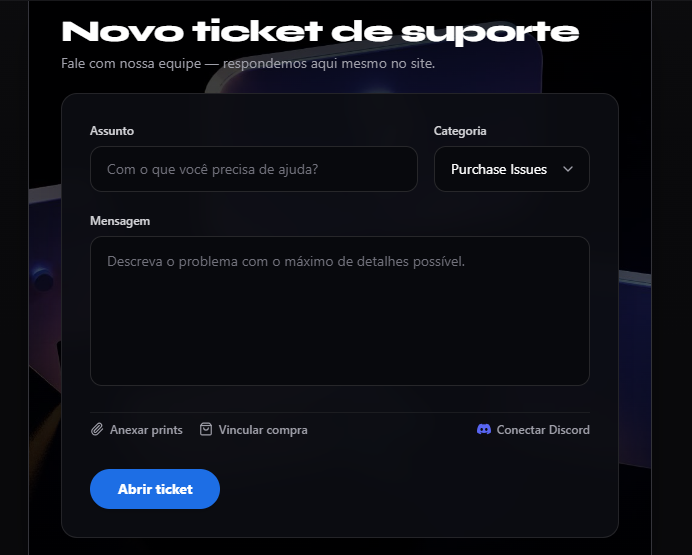 Novo ticket de suporte
Fale com nossa equipe — respondemos aqui mesmo no site.
Assunto
Categoria
Com o que você precisa de ajuda?
Purchase Issues
Mensagem
Descreva o problema com o máximo de detalhes possível.
Anexar prints
Vincular compra
Conectar Discord
Abrir ticket